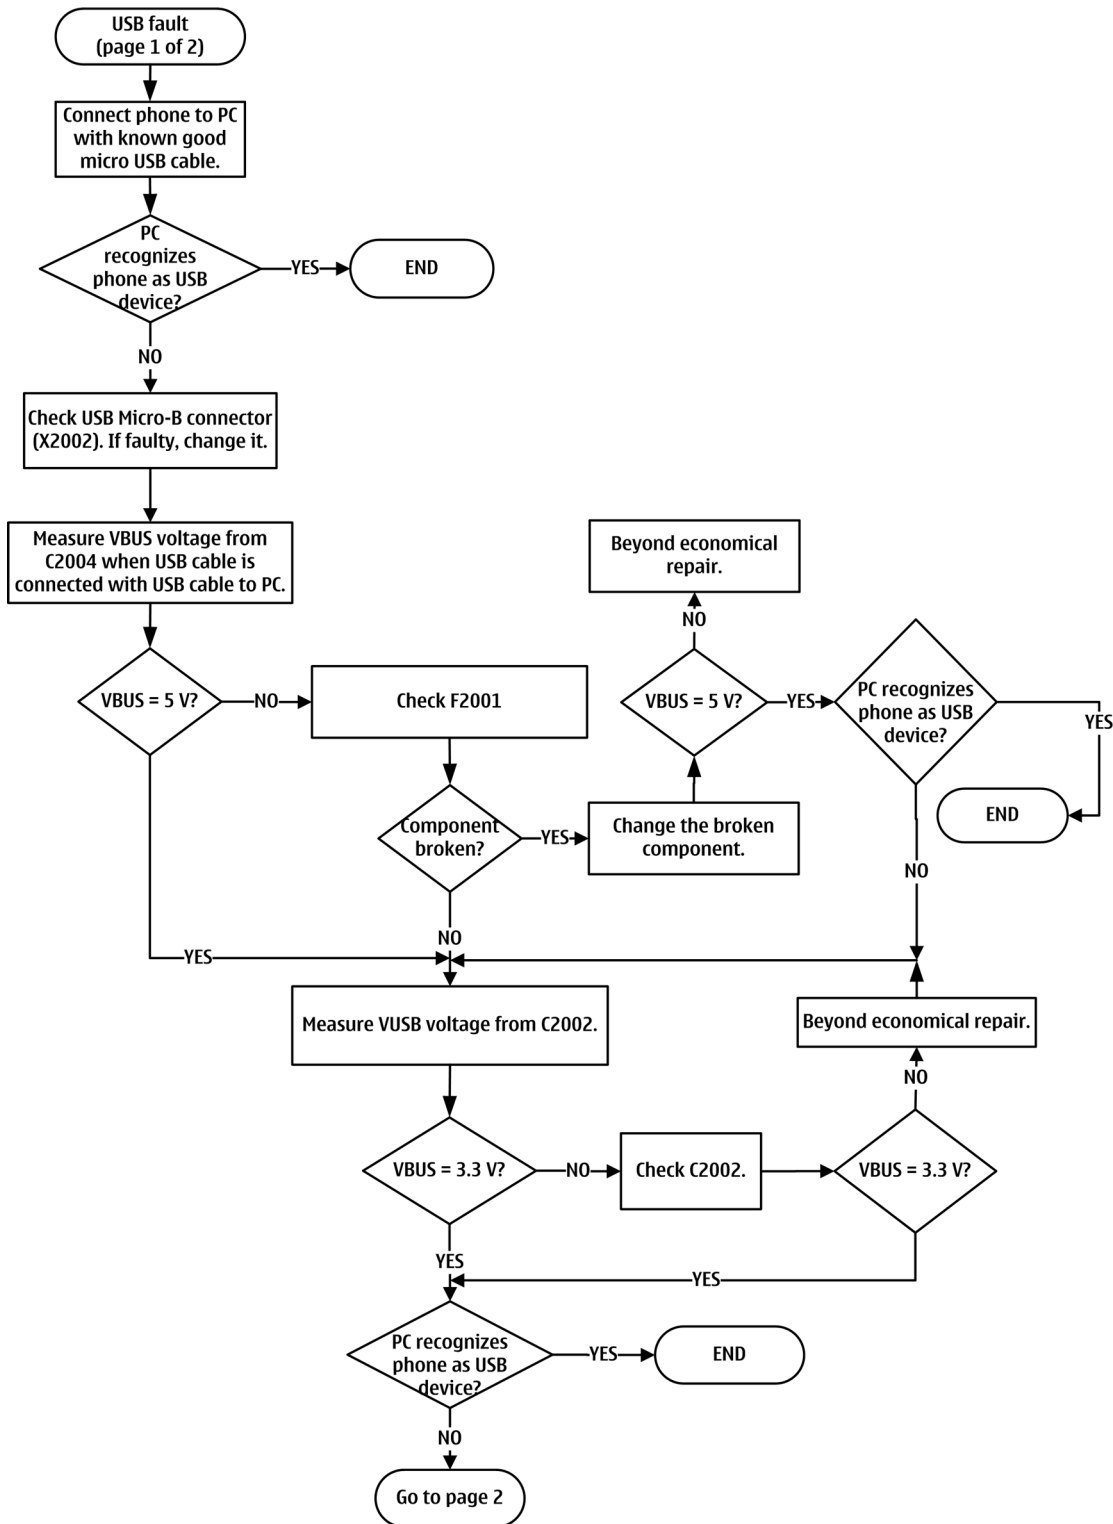 USB fault
(page 1 of 2)
Connect phone to PC
with known good
micro USB cable.
PC
recognizes
phone as USB
device?
YES
END
NO
Check USB Micro-B connector
(X2002). If faulty, change it.
Measure VBUS voltage from
C2004 when USB cable is
connected with USB cable to PC.
Beyond economical
repair.
NO
VBUS = 5 V?
NO
Check F2001
VBUS = 5 V?
YES
PC recognizes
phone as USB
device?
YES
Component
broken?
YES
Change the broken
component.
END
NO
NO
YES
Measure VUSB voltage from C2002.
Beyond economical repair.
NO
VBUS = 3.3 V?
NO
Check C2002.
VBUS = 3.3 V?
YES
YES
PC recognizes
phone as USB
device?
YES
END
NO
Go to page 2